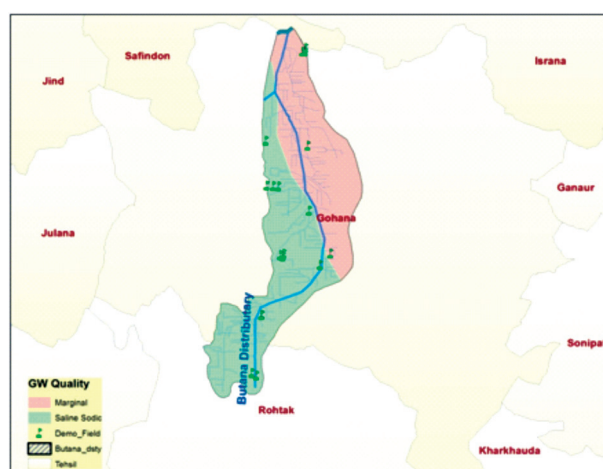 Safindon
Jind
Israna
Ganaur
Gohana
Julana
Sonipa
Butana Distributary
Rohtak
Kharkhauda
GW Quality
Marginal
Saline Sodic
Demo_Field
Butana_dsty
Tehsil